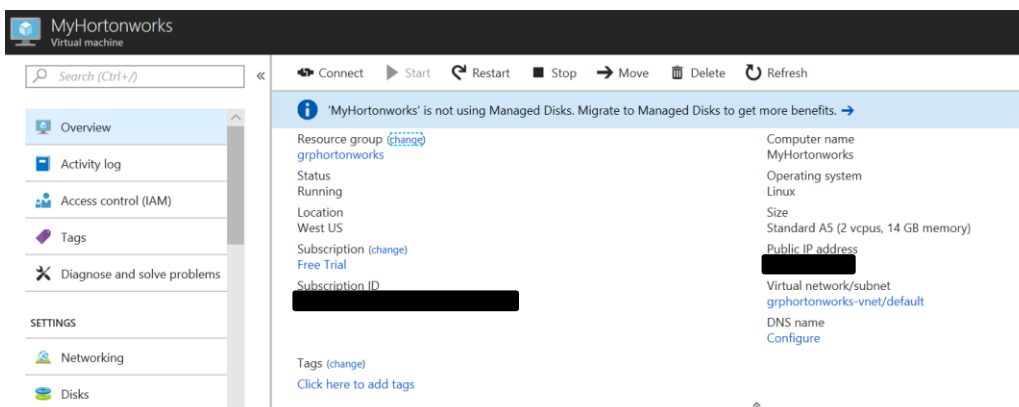 MyHortonworks
Virtual machine
Search (Ctrl+/)
«
Connect Start Restart Stop Move Delete Refresh
'MyHortonworks' is not using Managed Disks. Migrate to Managed Disks to get more benefits. →
Overview
Activity log
Access control (IAM)
Tags
Diagnose and solve problems
SETTINGS
Networking
Disks
Resource group (change)
grphortonworks
Status
Running
Location
West US
Subscription (change)
Free Trial
Subscription ID
Computer name
MyHortonworks
Operating system
Linux
Size
Standard A5 (2 vcpus, 14 GB memory)
Public IP address
Virtual network/subnet
grphortonworks-vnet/default
DNS name
Configure
Tags (change)
Click here to add tags